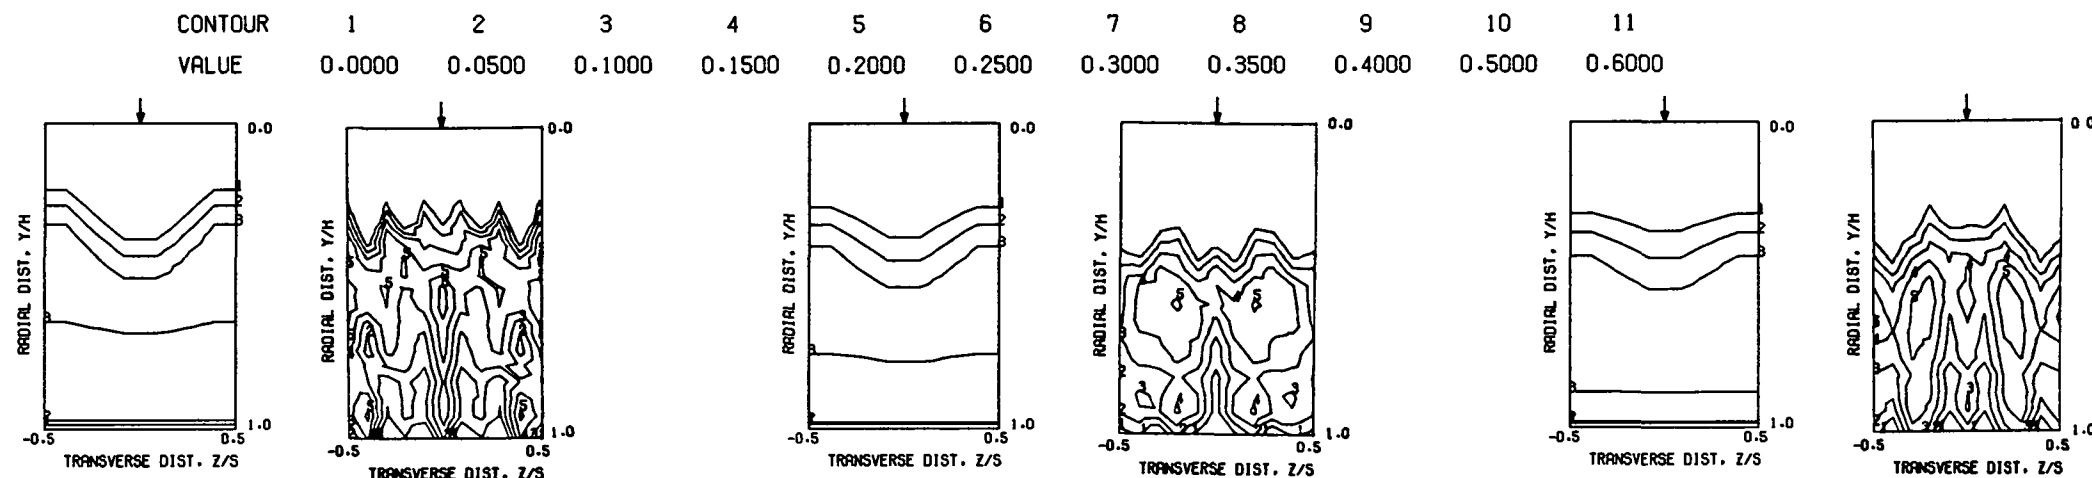 CONTOUR 1 2 3 4 5 6 7 8 9 10 11
VALUE 0.0000 0.0500 0.1000 0.1500 0.2000 0.2500 0.3000 0.3500 0.4000 0.5000 0.6000
0.0 0.0 0.0 0.0 0.0 0.0
RADIAL DIST. Y/H RADIAL DIST. Y/H RADIAL DIST. Y/H RADIAL DIST. Y/H RADIAL DIST. Y/H RADIAL DIST. Y/H
1.0 1.0 1.0 1.0 1.0 1.0
-0.5 0.5 -0.5 0.5 -0.5 0.5 -0.5 0.5 -0.5 0.5 -0.5 0.5
TRANSVERSE DIST. Z/S TRANSVERSE DIST. Z/S TRANSVERSE DIST. Z/S TRANSVERSE DIST. Z/S TRANSVERSE DIST. Z/S TRANSVERSE DIST. Z/S